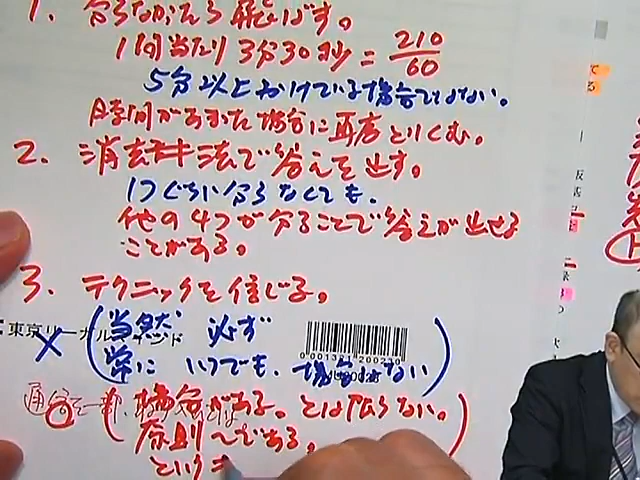 1. 分らなかったら飛ばす。
1問当たり3分30秒=210/60
5分以上かけている場合ではない。
時間があまった場合に再度とりくむ。
2. 消去法で答えを出す。
1つぐらい分らなくても、
他の4つが分ることで答えが出せる
ことがある。
3. テクニックを信じる。
東京リーガルマインド
× (当然 必ず
常に いつでも、場合はない)
0 001321 200230
(場合がある。とは限らない。
原則〜である。
という